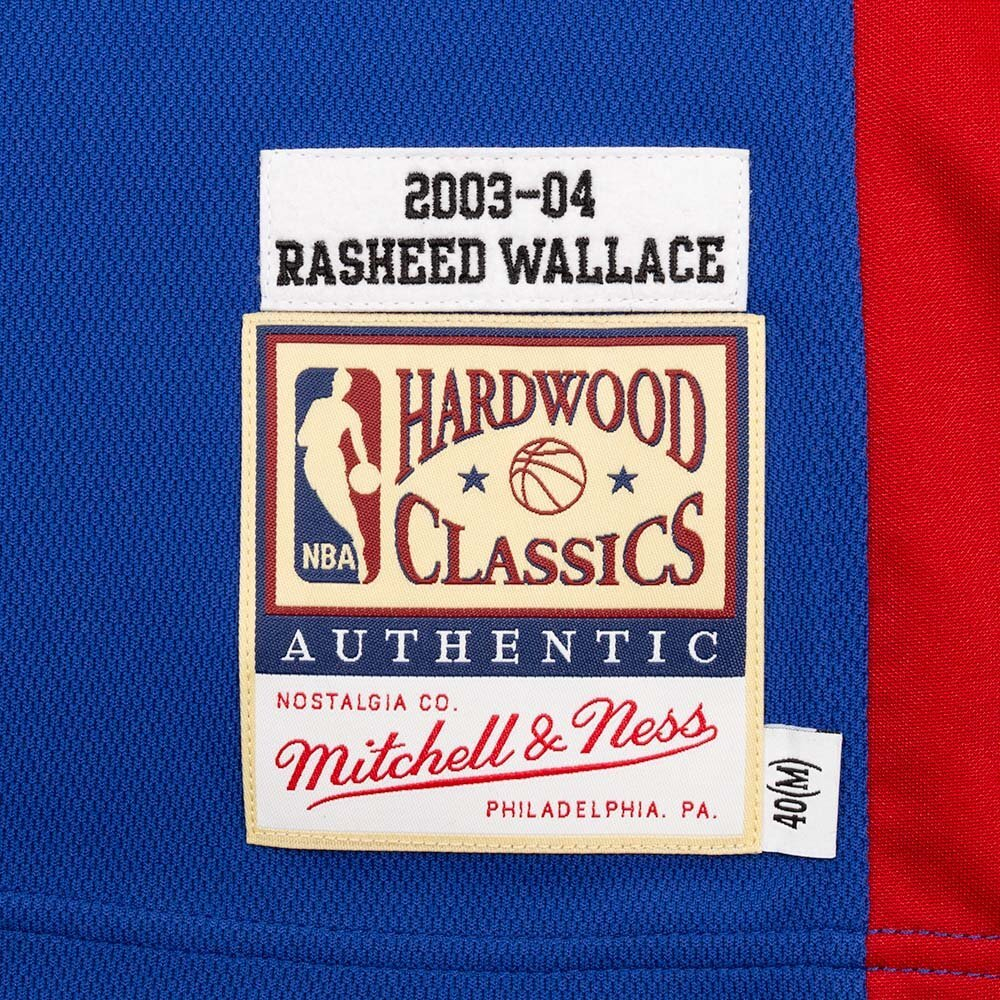 2003-04
RASHEED WALLACE
HARDWOOD
CLASSICS
NBA
AUTHENTIC
NOSTALGIA CO.
Mitchell & Ness
PHILADELPHIA. PA.
40(M)